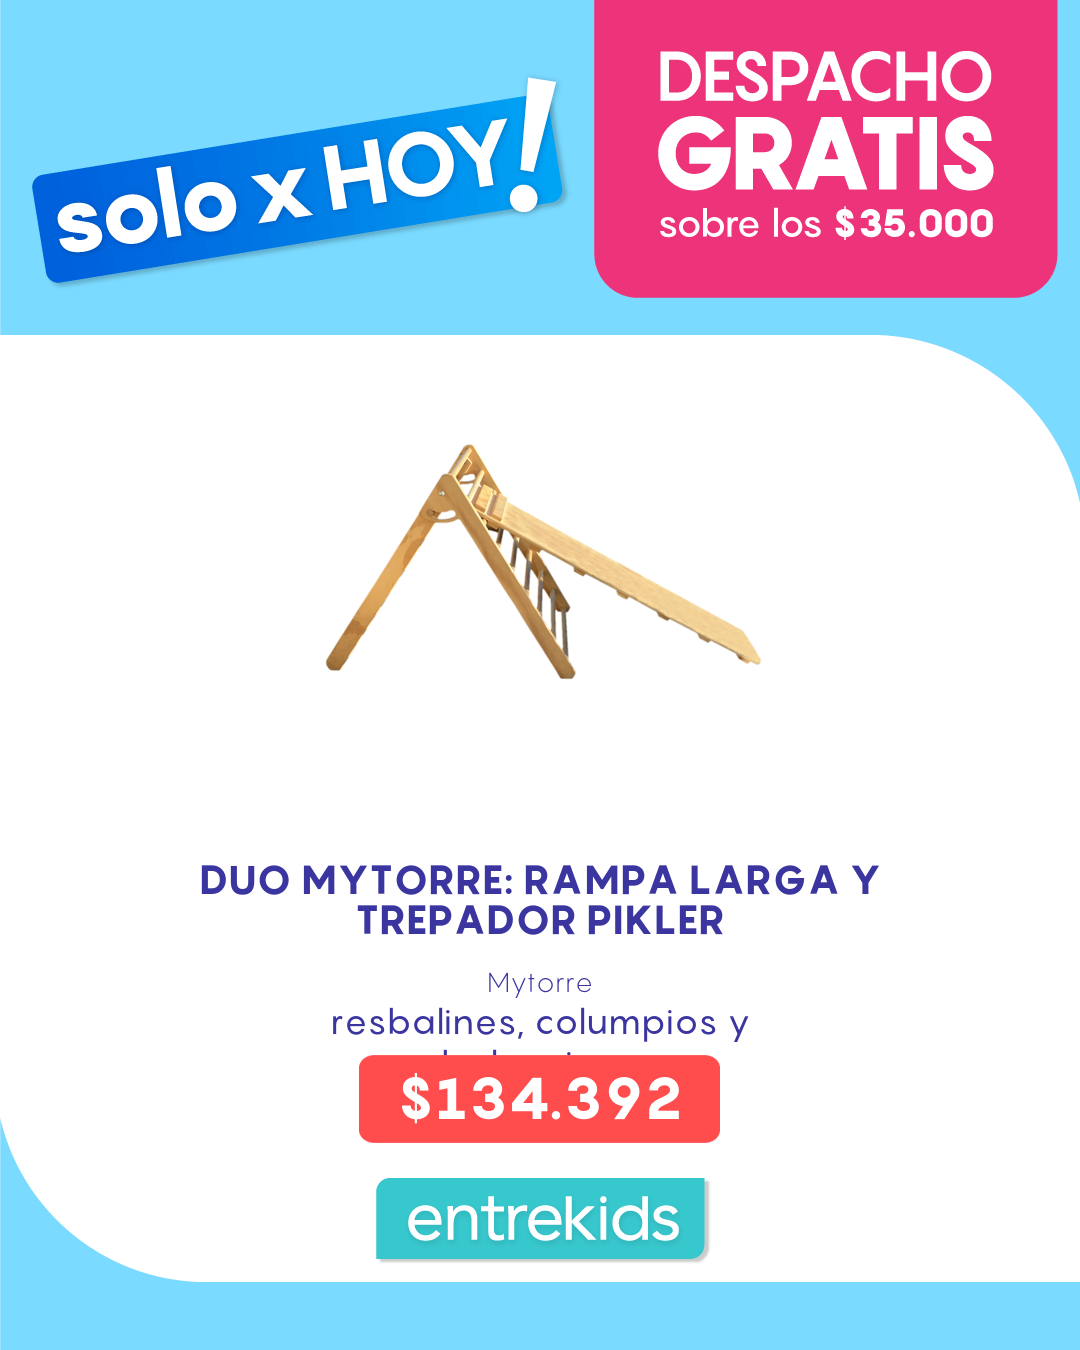 solo x HOY!
DESPACHO
GRATIS
sobre los $35.000
DUO MYTORRE: RAMPA LARGA Y
TREPADOR PIKLER
Mytorre
resbalines, columpios y
$134.392
entrekids